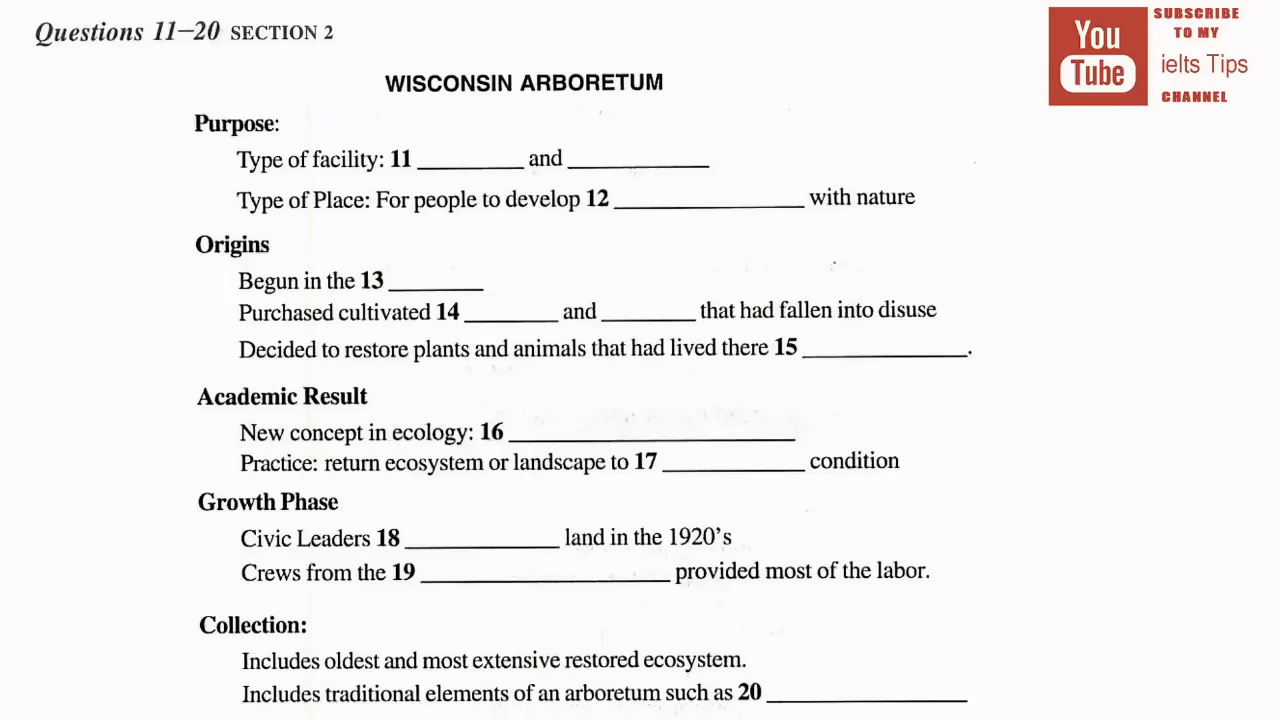 Questions 11–20 SECTION 2
You
Tube
SUBSCRIBE
TO MY
ielts Tips
CHANNEL
WISCONSIN ARBORETUM
Purpose:
Type of facility: 11 ________ and ___________
Type of Place: For people to develop 12 _______________ with nature
Origins
Begun in the 13 ________
Purchased cultivated 14 ________ and ________ that had fallen into disuse
Decided to restore plants and animals that had lived there 15 _____________.
Academic Result
New concept in ecology: 16 _______________________
Practice: return ecosystem or landscape to 17 ___________ condition
Growth Phase
Civic Leaders 18 ____________ land in the 1920's
Crews from the 19 ____________________ provided most of the labor.
Collection:
Includes oldest and most extensive restored ecosystem.
Includes traditional elements of an arboretum such as 20 ________________